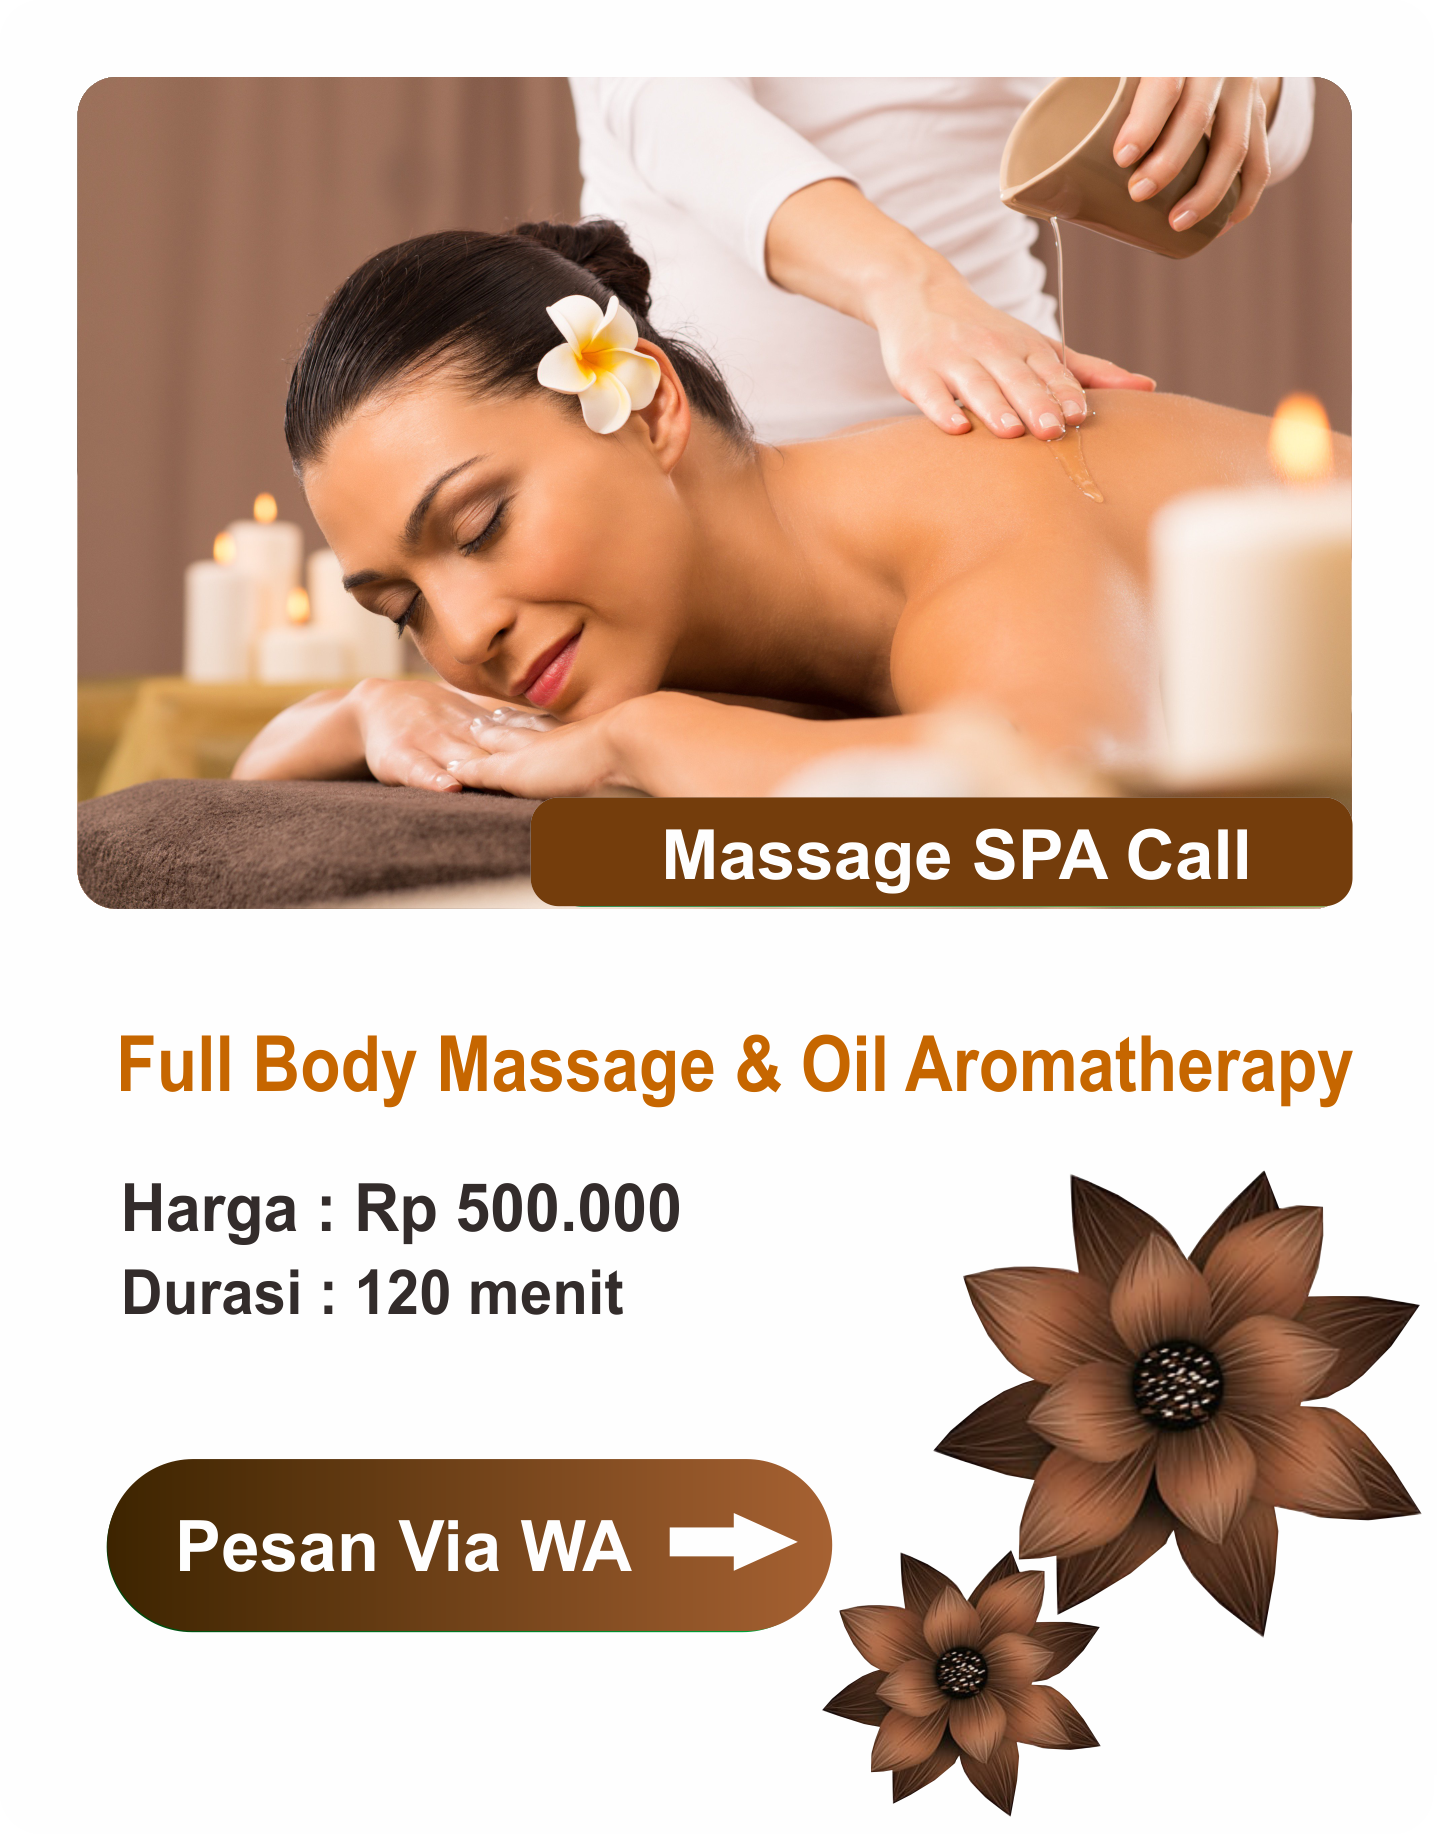 Massage SPA Call
Full Body Massage & Oil Aromatherapy
Harga : Rp 500.000
Durasi : 120 menit
Pesan Via WA